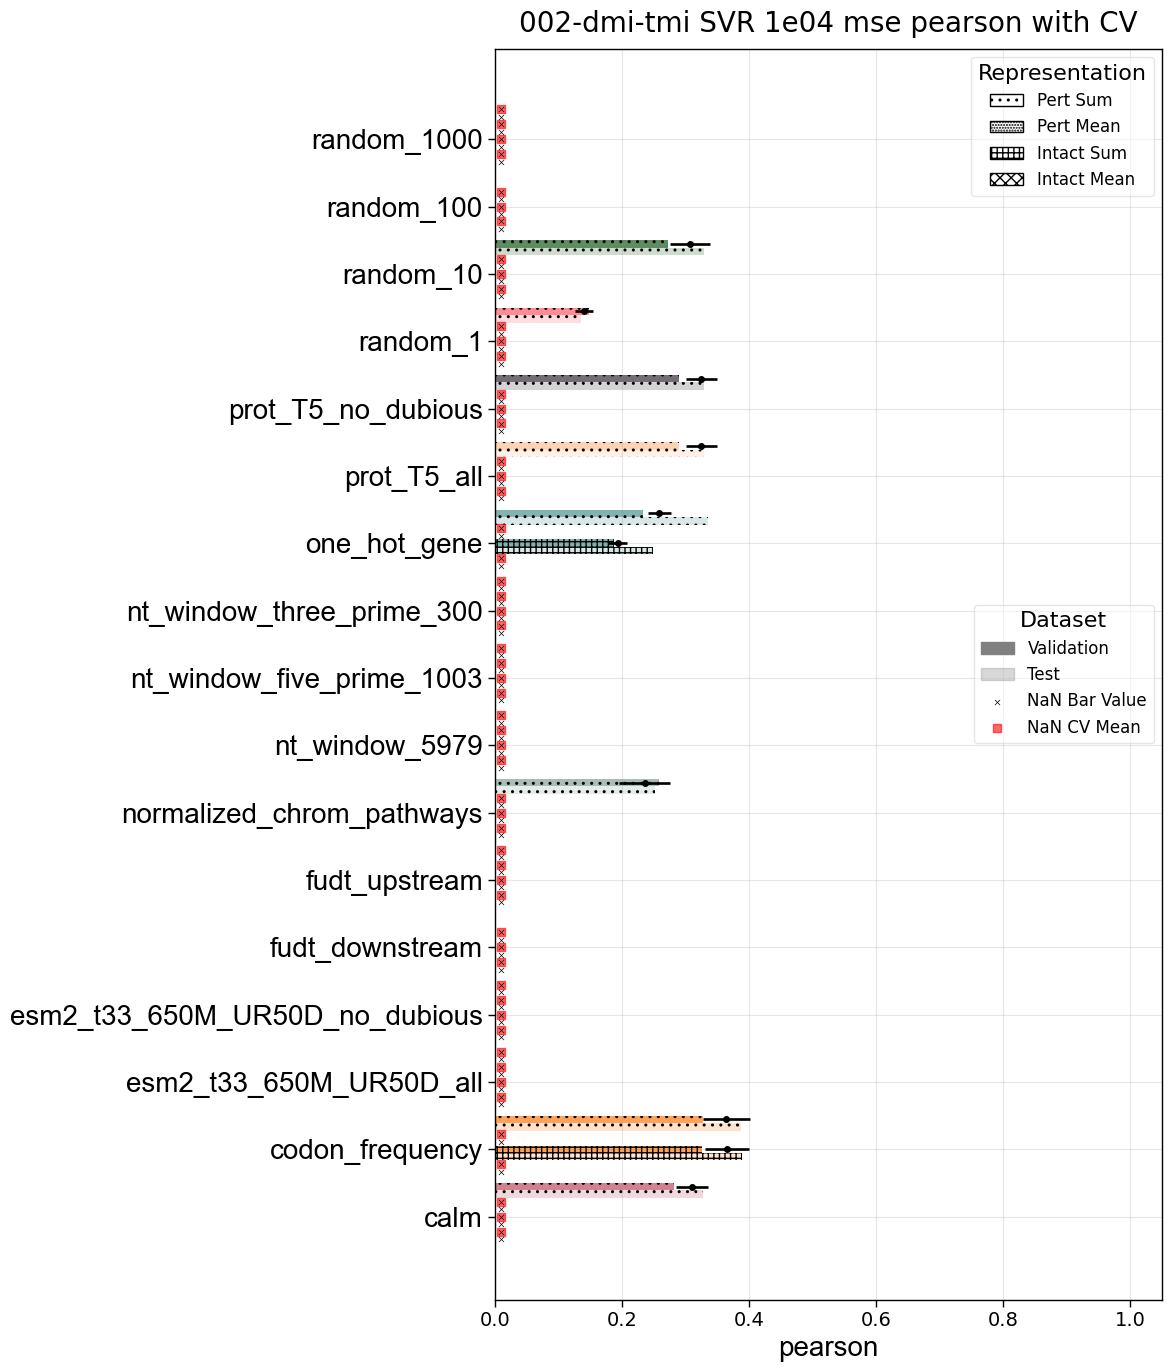 002-dmi-tmi SVR 1e04 mse pearson with CV
Representation
Pert Sum
Pert Mean
Intact Sum
Intact Mean
random_1000
random_100
random_10
random_1
prot_T5_no_dubious
prot_T5_all
one_hot_gene
nt_window_three_prime_300
nt_window_five_prime_1003
nt_window_5979
normalized_chrom_pathways
fudt_upstream
fudt_downstream
esm2_t33_650M_UR50D_no_dubious
esm2_t33_650M_UR50D_all
codon_frequency
calm
Dataset
Validation
Test
NaN Bar Value
NaN CV Mean
0.0 0.2 0.4 0.6 0.8 1.0
pearson